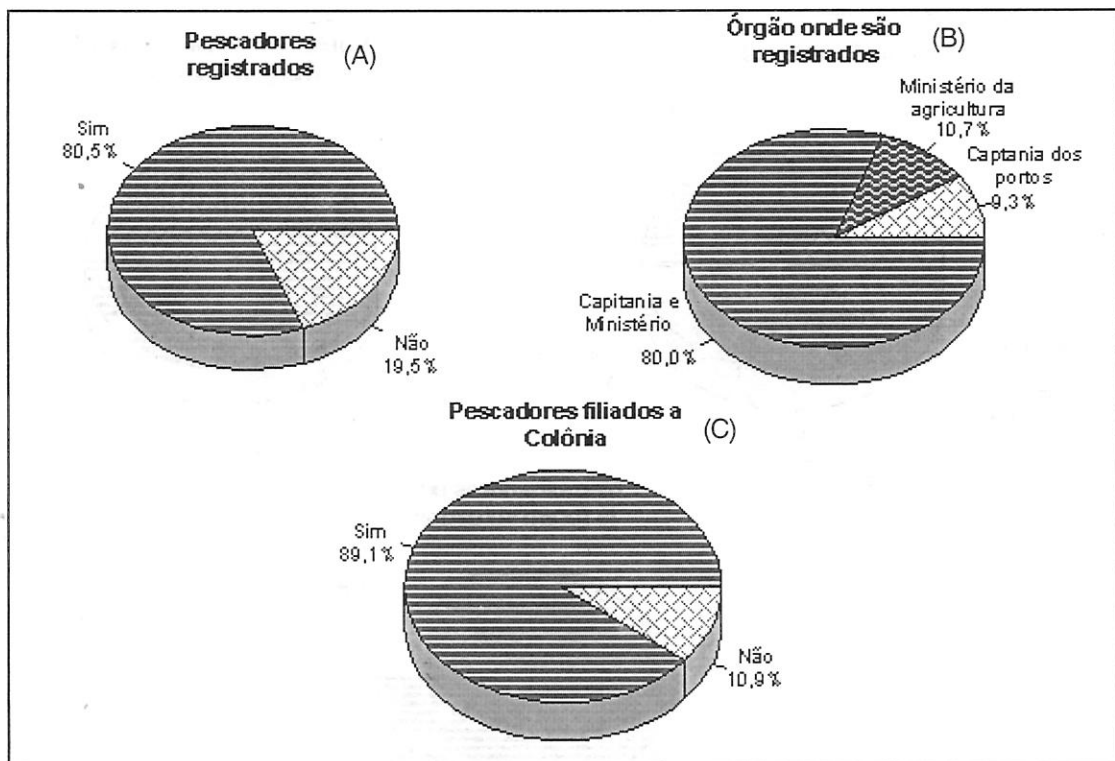 Pescadores
registrados
(A)
Sim
80,5%
Não
19,5%
Órgão onde são
registrados
(B)
Ministério da
agricultura
10,7%
Captania dos
portos
9,3%
Capitania e
Ministério
80,0%
Pescadores filiados a
Colônia
(C)
Sim
89,1%
Não
10,9%